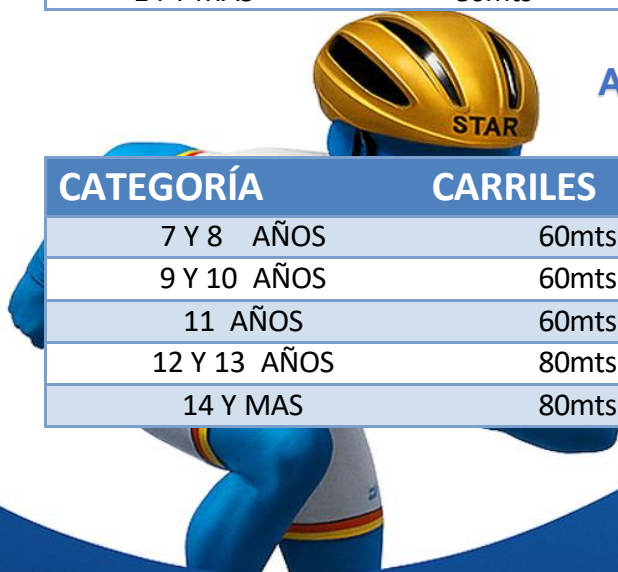 A
STAR
CATEGORÍA CARRILES
7 Y 8 AÑOS 60mts
9 Y 10 AÑOS 60mts
11 AÑOS 60mts
12 Y 13 AÑOS 80mts
14 Y MAS 80mts